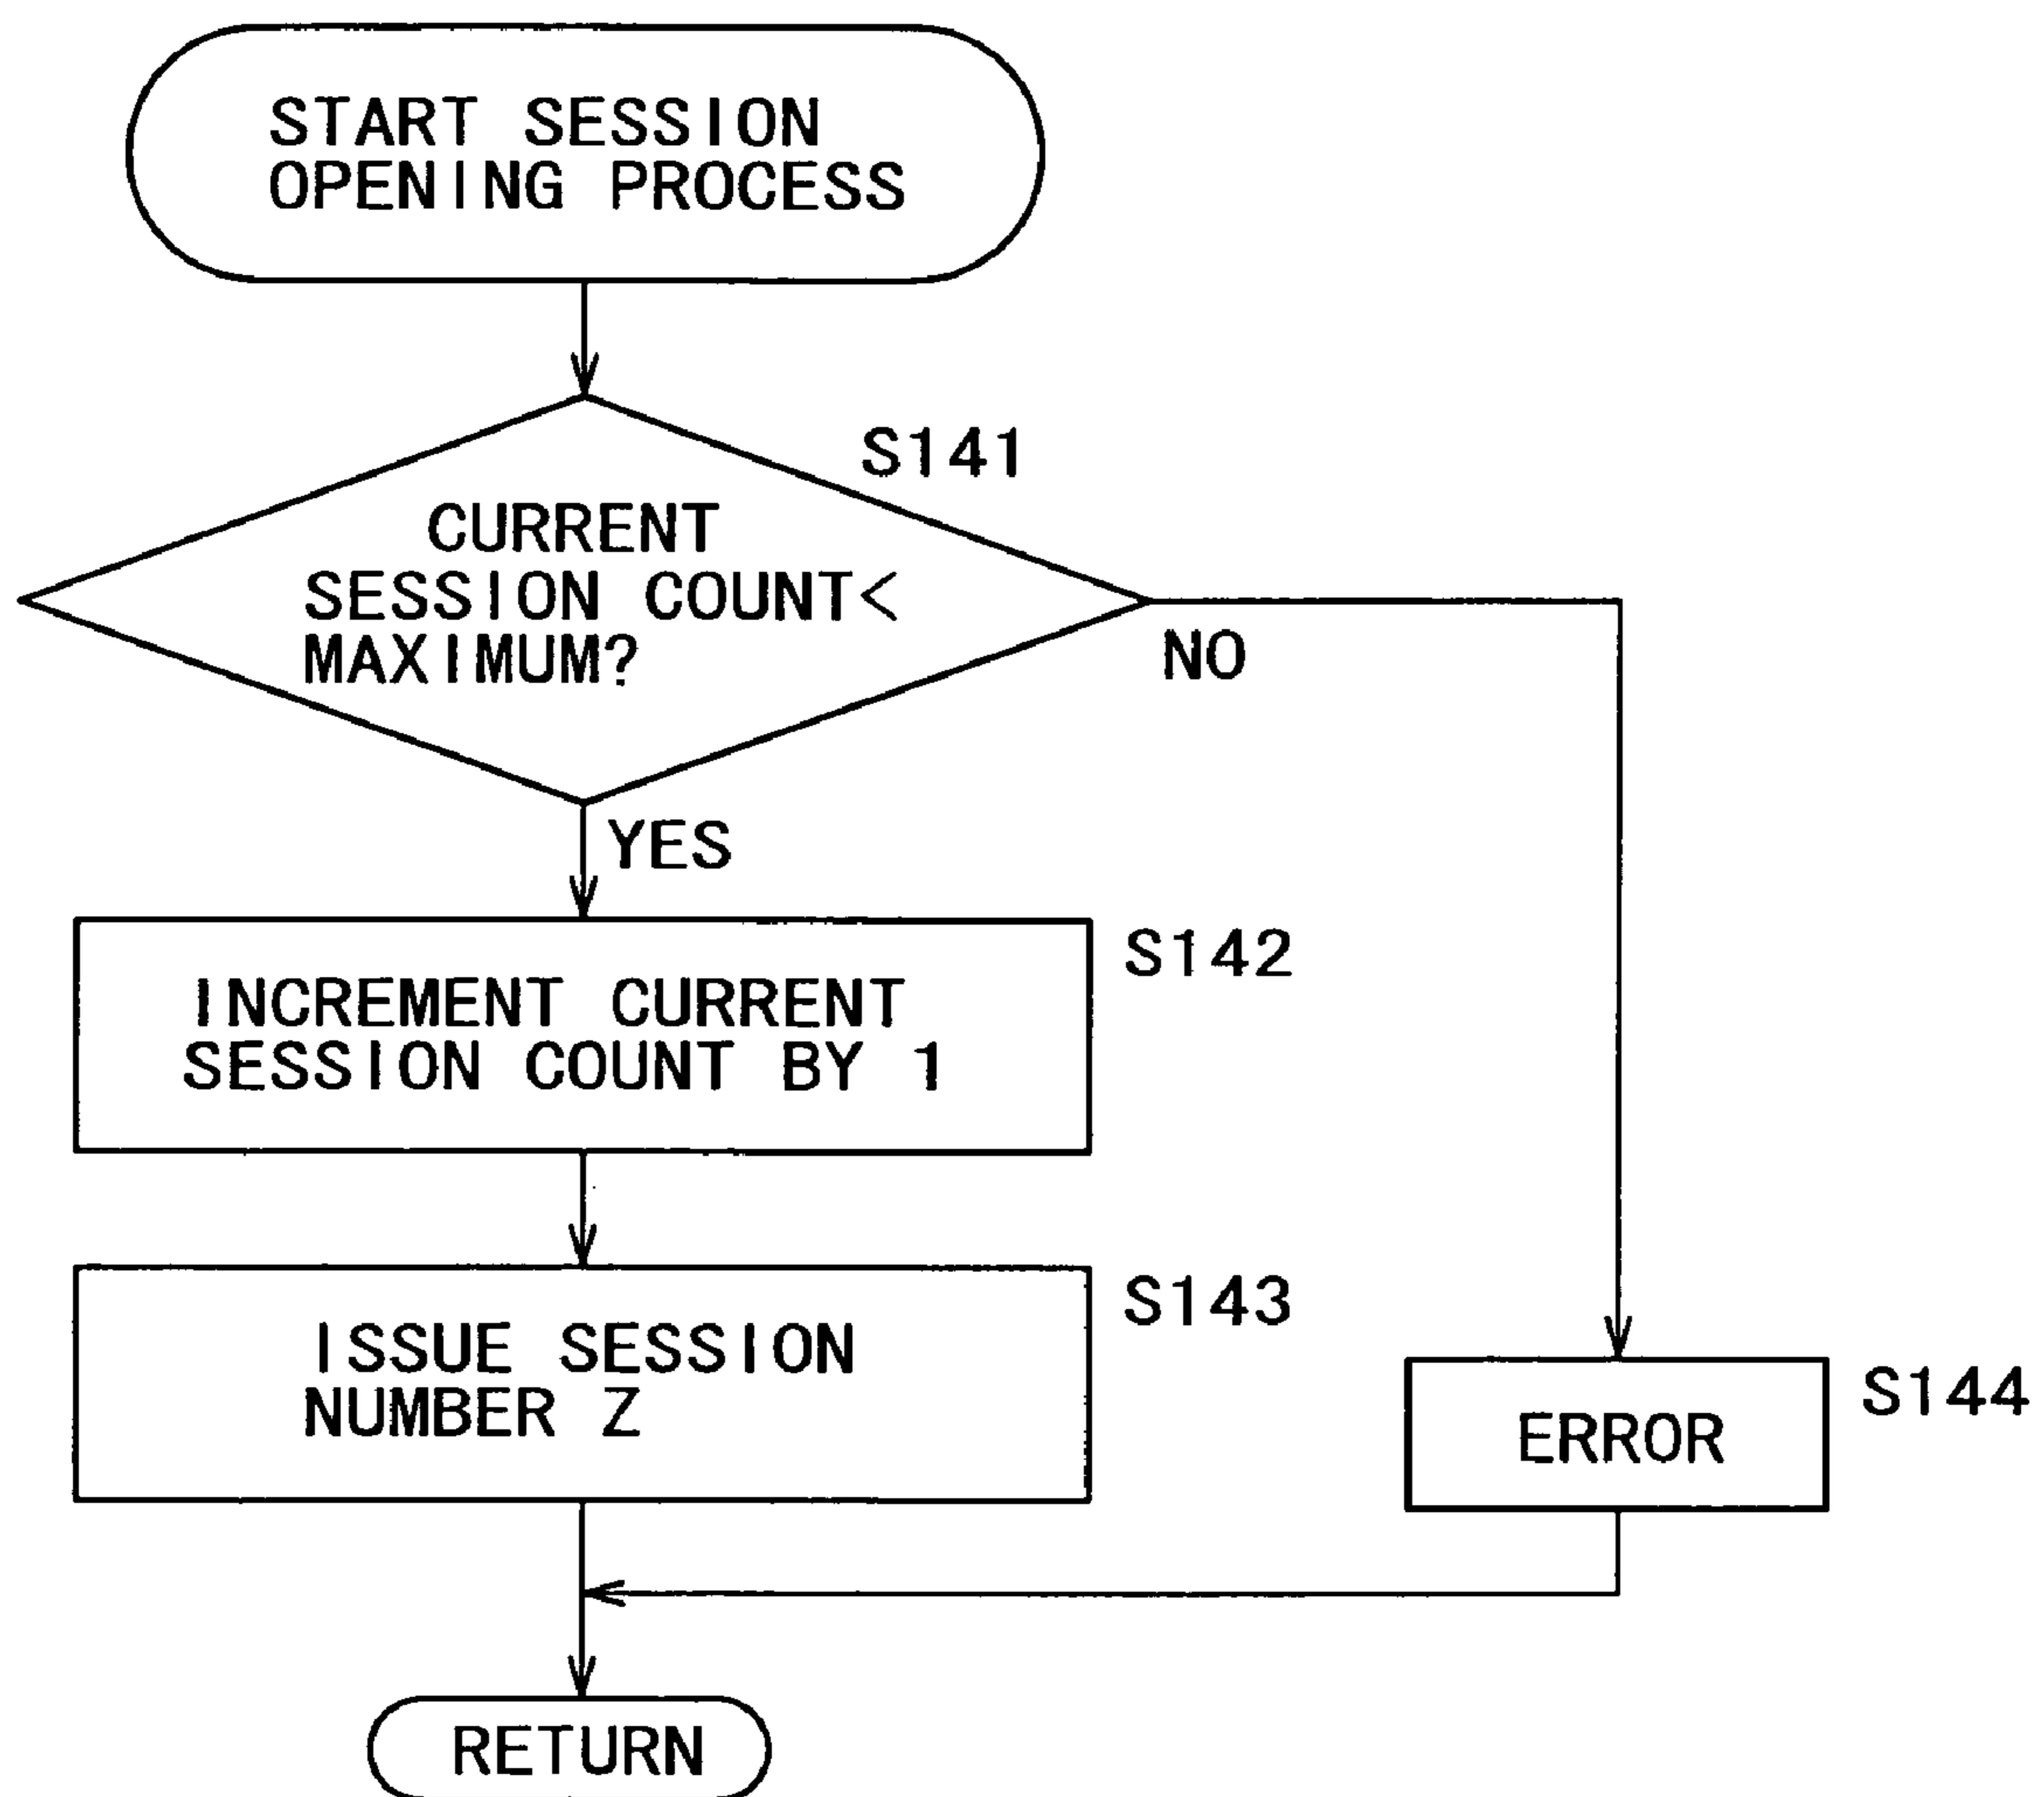 START SESSION
OPENING PROCESS
S141
CURRENT
SESSION COUNT<
MAXIMUM?
NO
YES
S142
INCREMENT CURRENT
SESSION COUNT BY 1
S143
ISSUE SESSION
NUMBER Z
S144
ERROR
RETURN